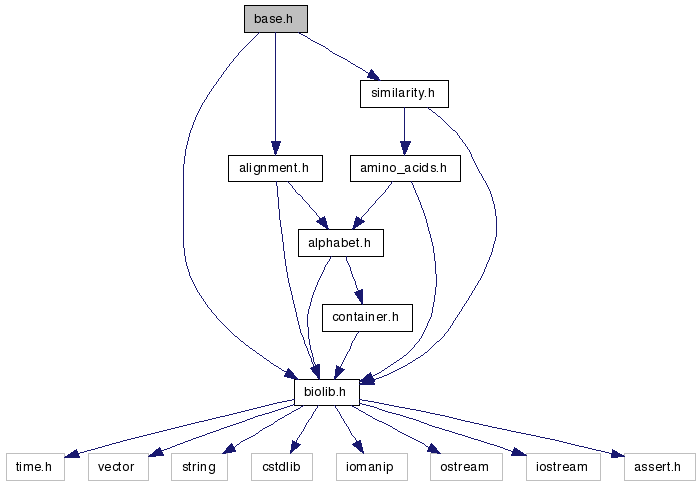 base.h
similarity.h
alignment.h
amino_acids.h
alphabet.h
container.h
biolib.h
time.h
vector
string
cstdlib
iomanip
ostream
iostream
assert.h